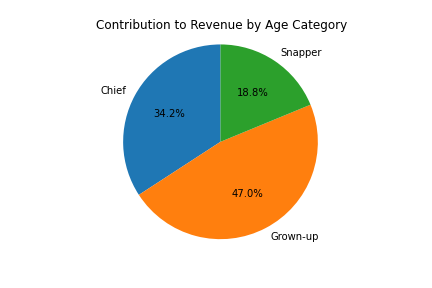 Contribution to Revenue by Age Category
Snapper
Chief
18.8%
34.2%
47.0%
Grown-up